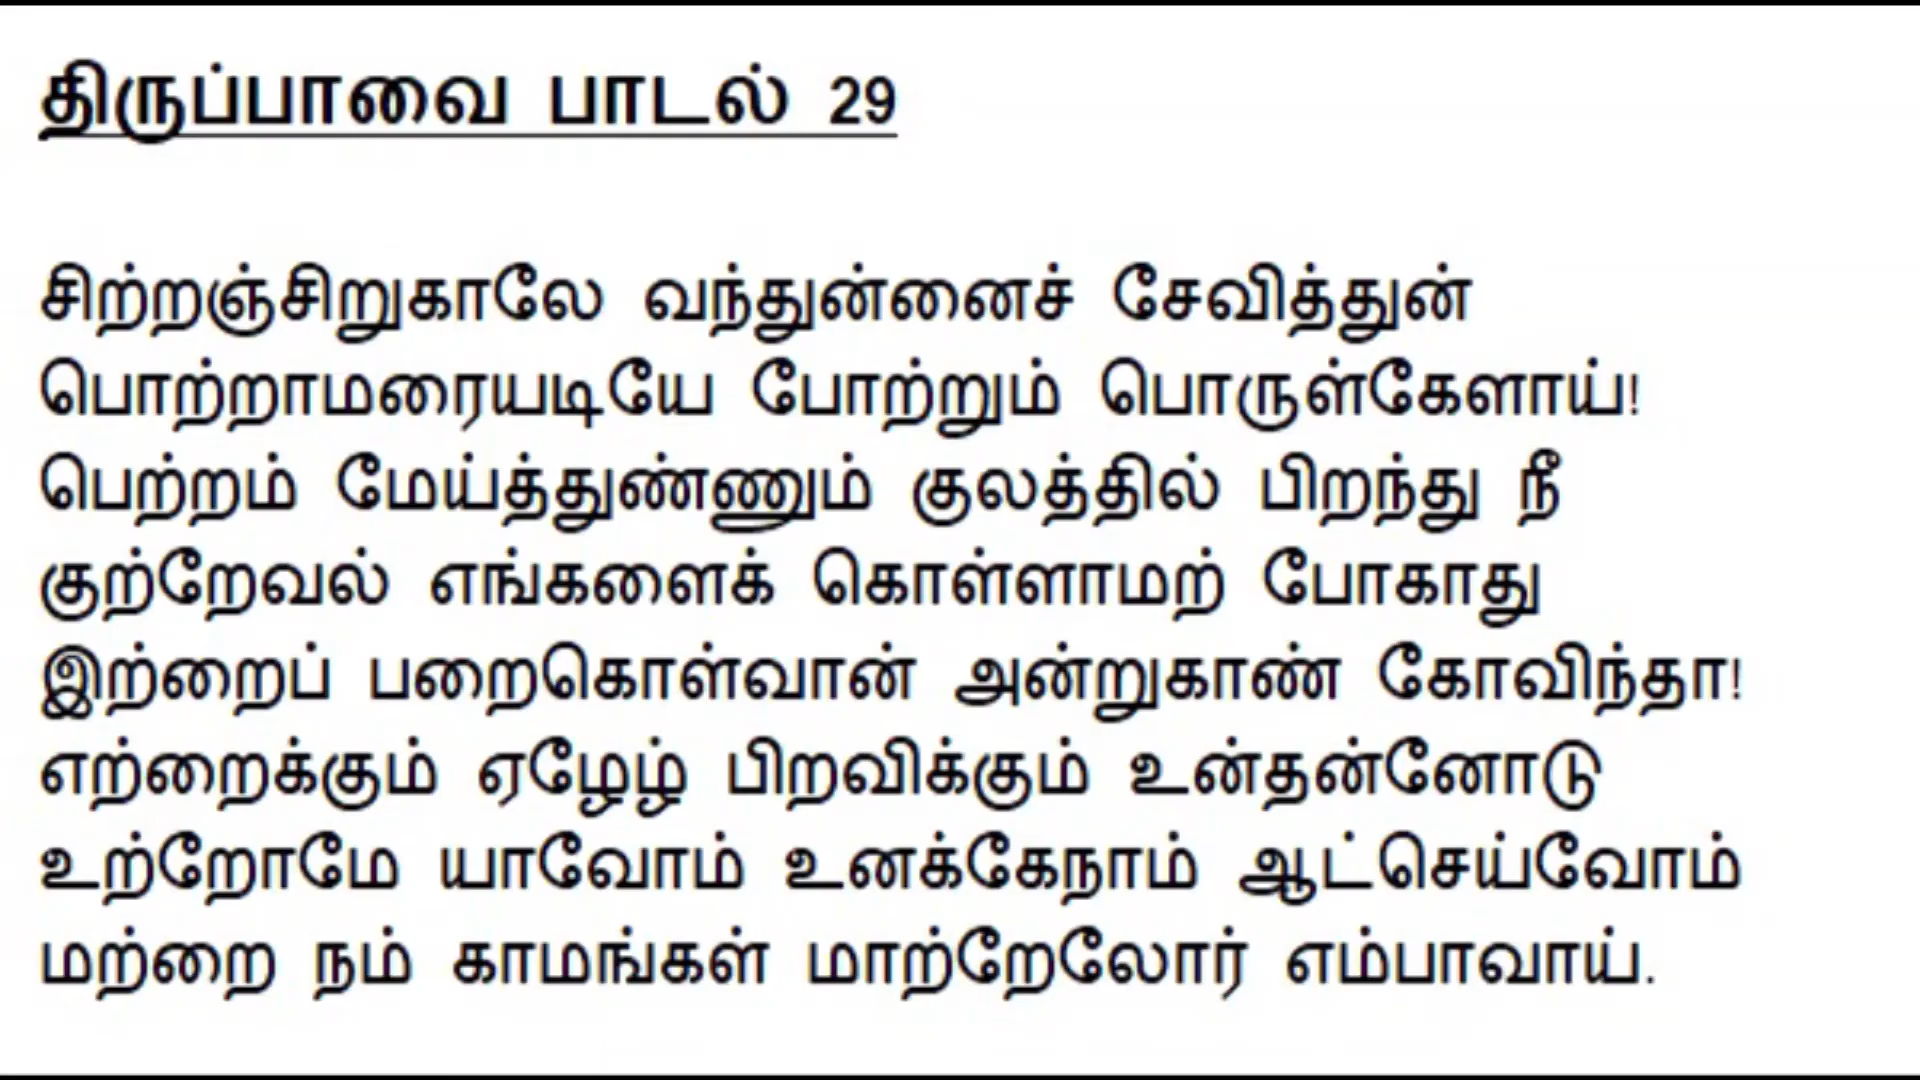 திருப்பாவை பாடல் 29
சிற்றஞ்சிறுகாலே வந்துன்னைச் சேவித்துன்
பொற்றாமரையடியே போற்றும் பொருள்கேளாய்!
பெற்றம் மேய்த்துண்ணும் குலத்தில் பிறந்து நீ
குற்றேவல் எங்களைக் கொள்ளாமற் போகாது
இற்றைப் பறைகொள்வான் அன்றுகாண் கோவிந்தா!
எற்றைக்கும் ஏழேழ் பிறவிக்கும் உன்தன்னோடு
உற்றோமே யாவோம் உனக்கேநாம் ஆட்செய்வோம்
மற்றை நம் காமங்கள் மாற்றேலோர் எம்பாவாய்.